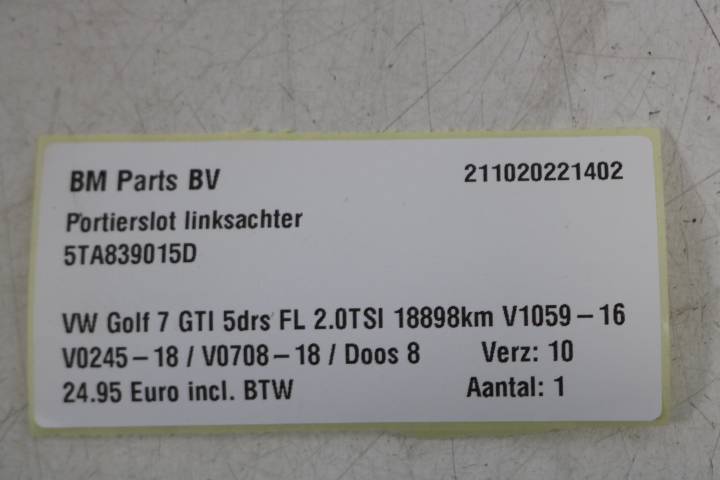 BM Parts BV 211020221402
Portierslot linksachter
5TA839015D
VW Golf 7 GTI 5drs FL 2.0TSI 18898km V1059-16
V0245-18 / V0708-18 / Doos 8 Verz: 10
24.95 Euro incl. BTW Aantal: 1